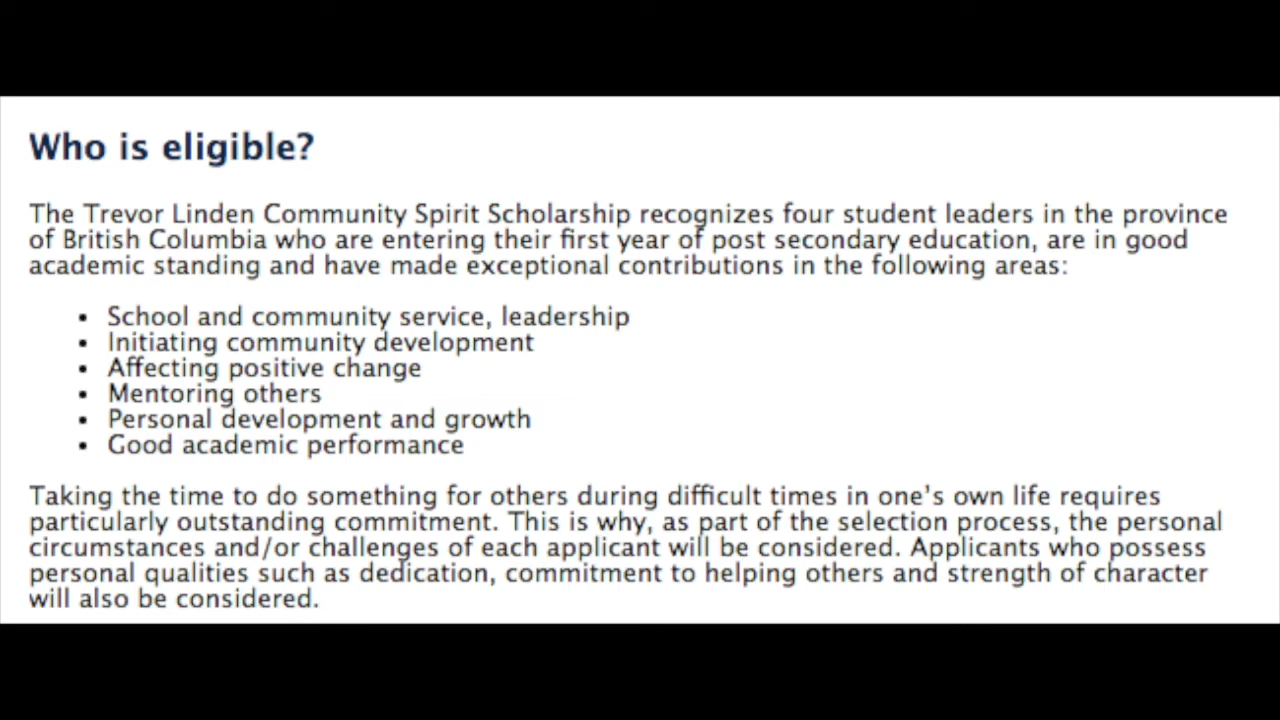 Who is eligible?
The Trevor Linden Community Spirit Scholarship recognizes four student leaders in the province
of British Columbia who are entering their first year of post secondary education, are in good
academic standing and have made exceptional contributions in the following areas:
• School and community service, leadership
• Initiating community development
• Affecting positive change
• Mentoring others
• Personal development and growth
• Good academic performance
Taking the time to do something for others during difficult times in one’s own life requires
particularly outstanding commitment. This is why, as part of the selection process, the personal
circumstances and/or challenges of each applicant will be considered. Applicants who possess
personal qualities such as dedication, commitment to helping others and strength of character
will also be considered.